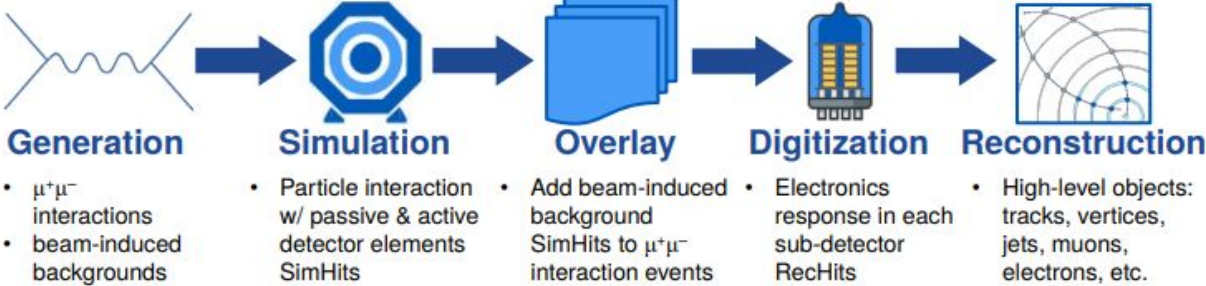 Generation
• μ⁺μ⁻
interactions
• beam-induced
backgrounds
Simulation
• Particle interaction
w/ passive & active
detector elements
SimHits
Overlay
• Add beam-induced
background
SimHits to μ⁺μ⁻
interaction events
Digitization
• Electronics
response in each
sub-detector
RecHits
Reconstruction
• High-level objects:
tracks, vertices,
jets, muons,
electrons, etc.